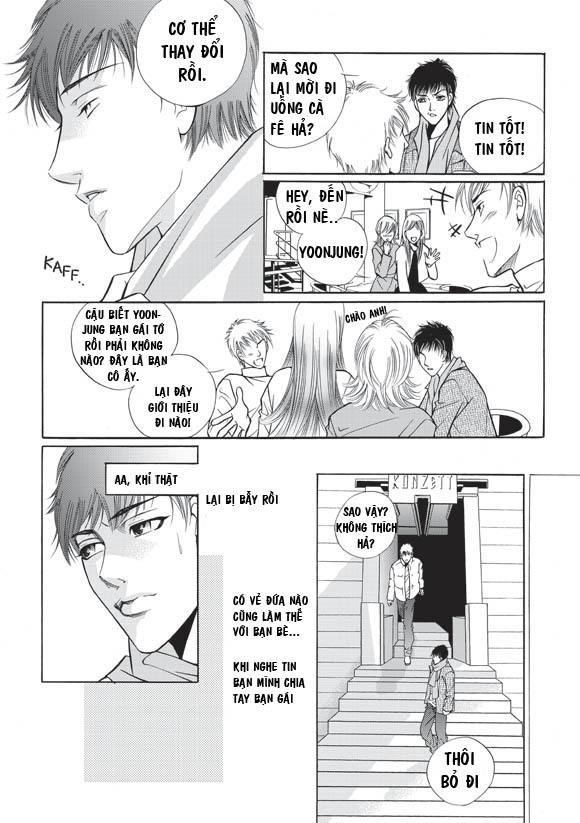 CƠ THỂ
THAY ĐỔI
RỒI.
KAFF..
MÀ SAO
LẠI MỜI ĐI
UỐNG CÀ
FÊ HẢ?
TIN TỐT!
TIN TỐT!
HEY, ĐẾN
RỒI NÈ..
YOONJUNG!
CẬU BIẾT YOON-
JUNG BẠN GÁI TỚ
RỒI PHẢI KHÔNG
NÀO? ĐÂY LÀ BẠN
CÔ ẤY.
LẠI ĐÂY
GIỚI THIỆU
ĐI NÀO!
CHÀO ANH!
AA, KHỈ THẬT
LẠI BỊ BẪY RỒI
CÓ VẺ ĐỨA NÀO
CŨNG LÀM THẾ
VỚI BẠN BÈ...
KHI NGHE TIN
BẠN MÌNH CHIA
TAY BẠN GÁI
KONZETT
SAO VẬY?
KHÔNG THÍCH
HẢ?
THÔI
BỎ ĐI